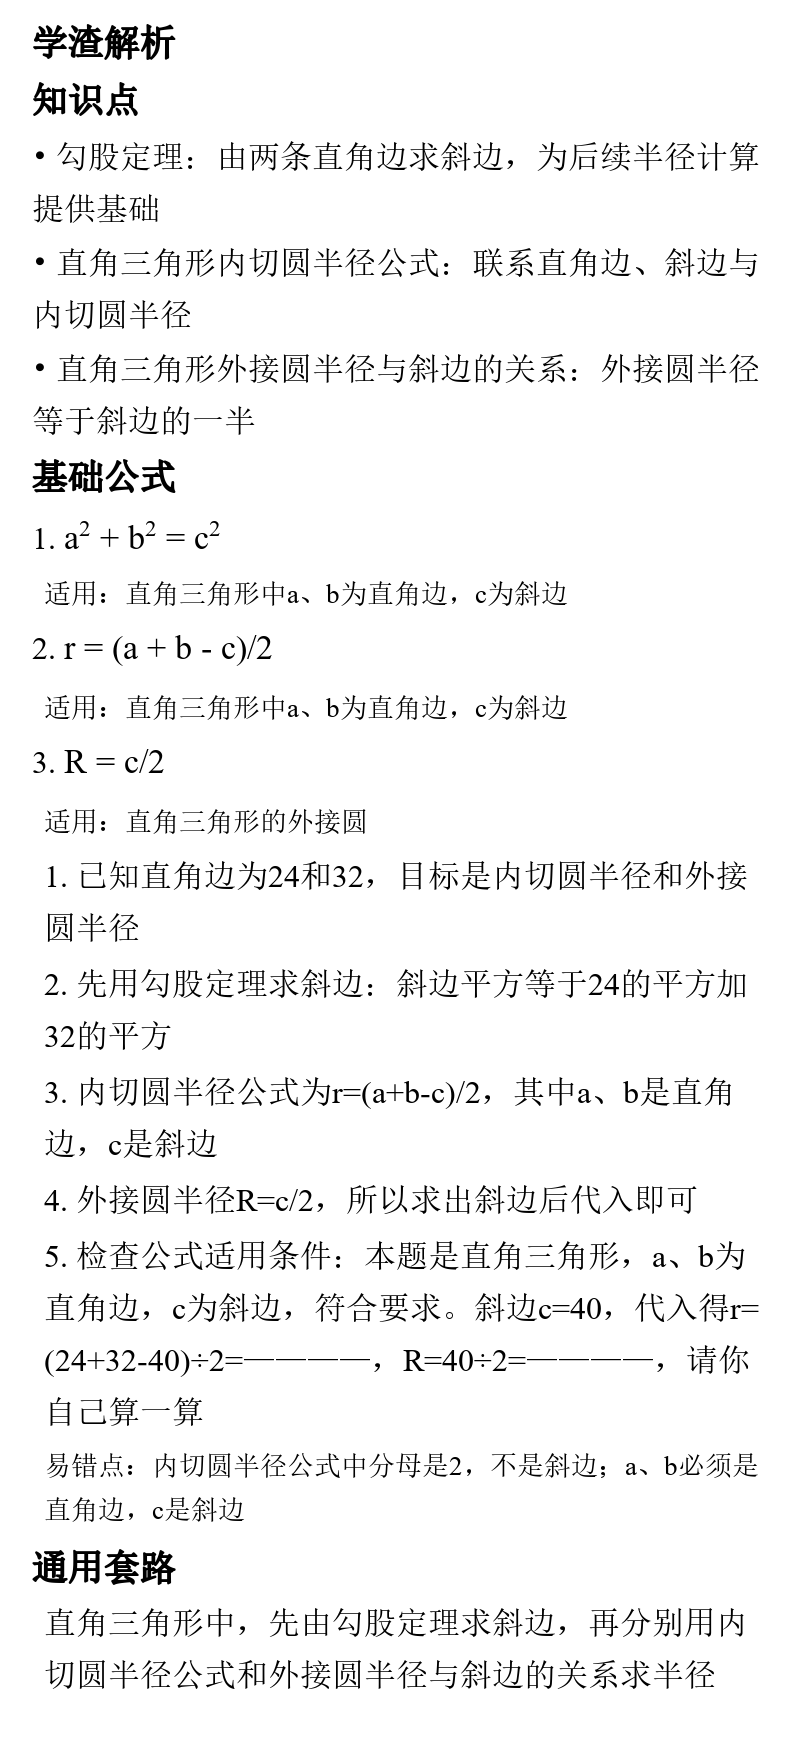 学渣解析
知识点
• 勾股定理：由两条直角边求斜边，为后续半径计算
提供基础
• 直角三角形内切圆半径公式：联系直角边、斜边与
内切圆半径
• 直角三角形外接圆半径与斜边的关系：外接圆半径
等于斜边的一半
基础公式
1. a² + b² = c²
适用：直角三角形中a、b为直角边，c为斜边
2. r = (a + b - c)/2
适用：直角三角形中a、b为直角边，c为斜边
3. R = c/2
适用：直角三角形的外接圆
1. 已知直角边为24和32，目标是内切圆半径和外接
圆半径
2. 先用勾股定理求斜边：斜边平方等于24的平方加
32的平方
3. 内切圆半径公式为r=(a+b-c)/2，其中a、b是直角
边，c是斜边
4. 外接圆半径R=c/2，所以求出斜边后代入即可
5. 检查公式适用条件：本题是直角三角形，a、b为
直角边，c为斜边，符合要求。斜边c=40，代入得r=
(24+32-40)÷2=————，R=40÷2=————，请你
自己算一算
易错点：内切圆半径公式中分母是2，不是斜边；a、b必须是
直角边，c是斜边
通用套路
直角三角形中，先由勾股定理求斜边，再分别用内
切圆半径公式和外接圆半径与斜边的关系求半径